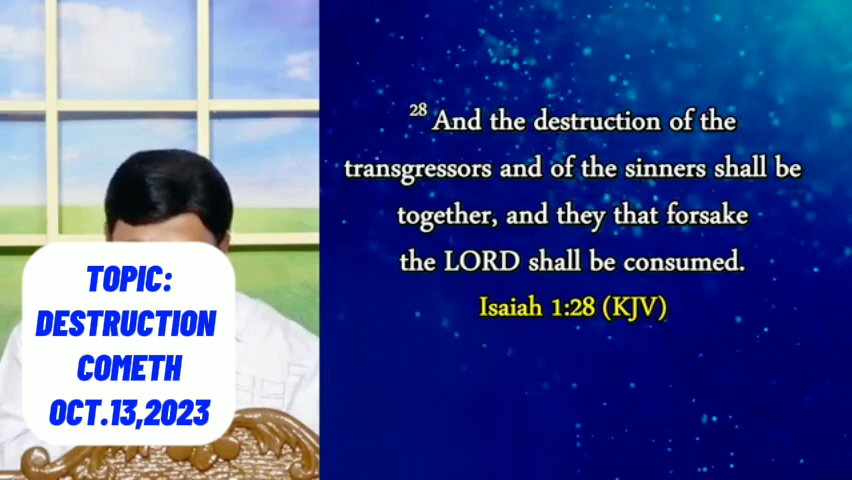 TOPIC:
DESTRUCTION
COMETH
OCT.13,2023
28 And the destruction of the
transgressors and of the sinners shall be
together, and they that forsake
the LORD shall be consumed.
Isaiah 1:28 (KJV)